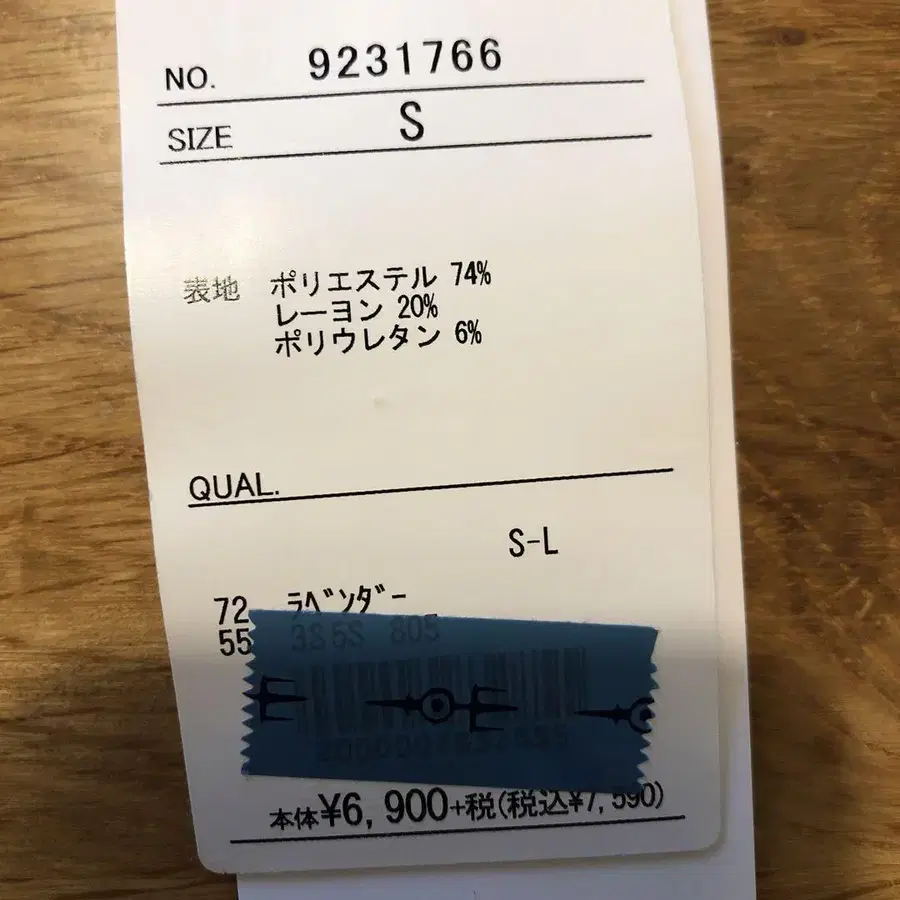 NO. 9231766
SIZE S
表地 ポリエステル 74%
レーヨン 20%
ポリウレタン 6%
QUAL.
S-L
72 ラベンダー
55 3S5S 805
本体¥6,900+税(税込¥7,590)